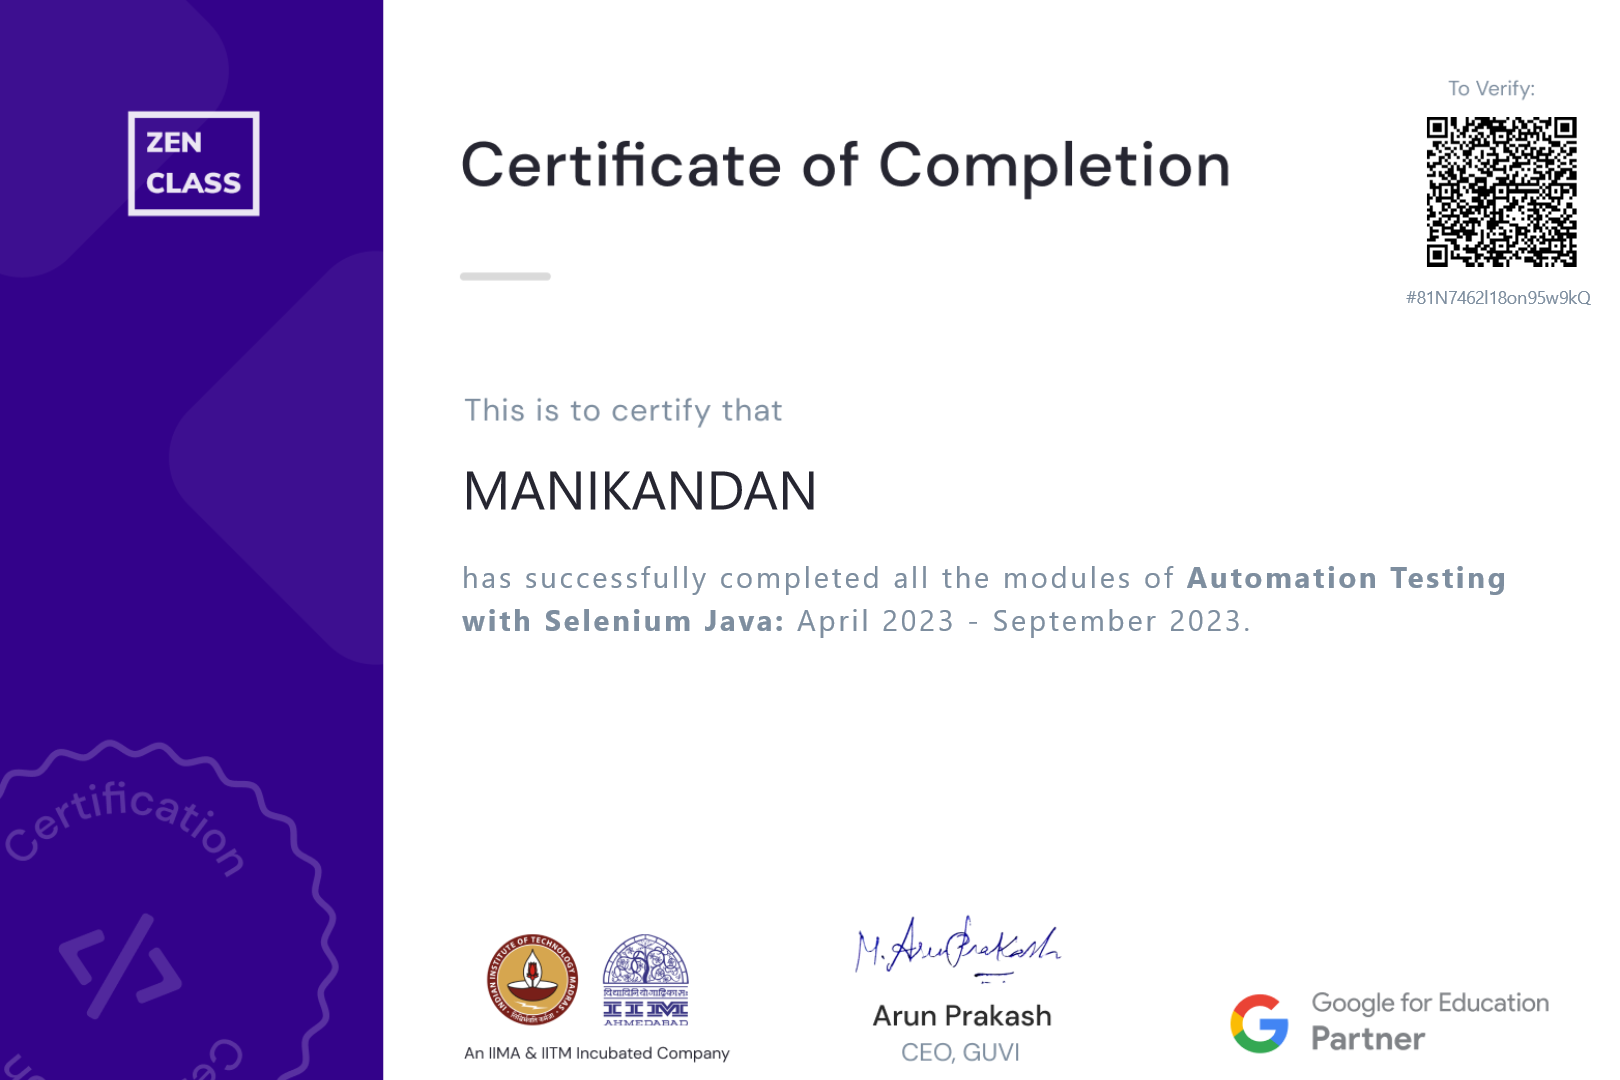 ZEN
CLASS
Certificate of Completion
To Verify:
#81N7462l18on95w9kQ
This is to certify that
MANIKANDAN
has successfully completed all the modules of Automation Testing
with Selenium Java: April 2023 - September 2023.
Certification
</>
INDIAN INSTITUTE OF TECHNOLOGY MADRAS
IIM
AHMEDABAD
An IIMA & IITM Incubated Company
M. Arun Prakash
Arun Prakash
CEO, GUVI
Google for Education
Partner